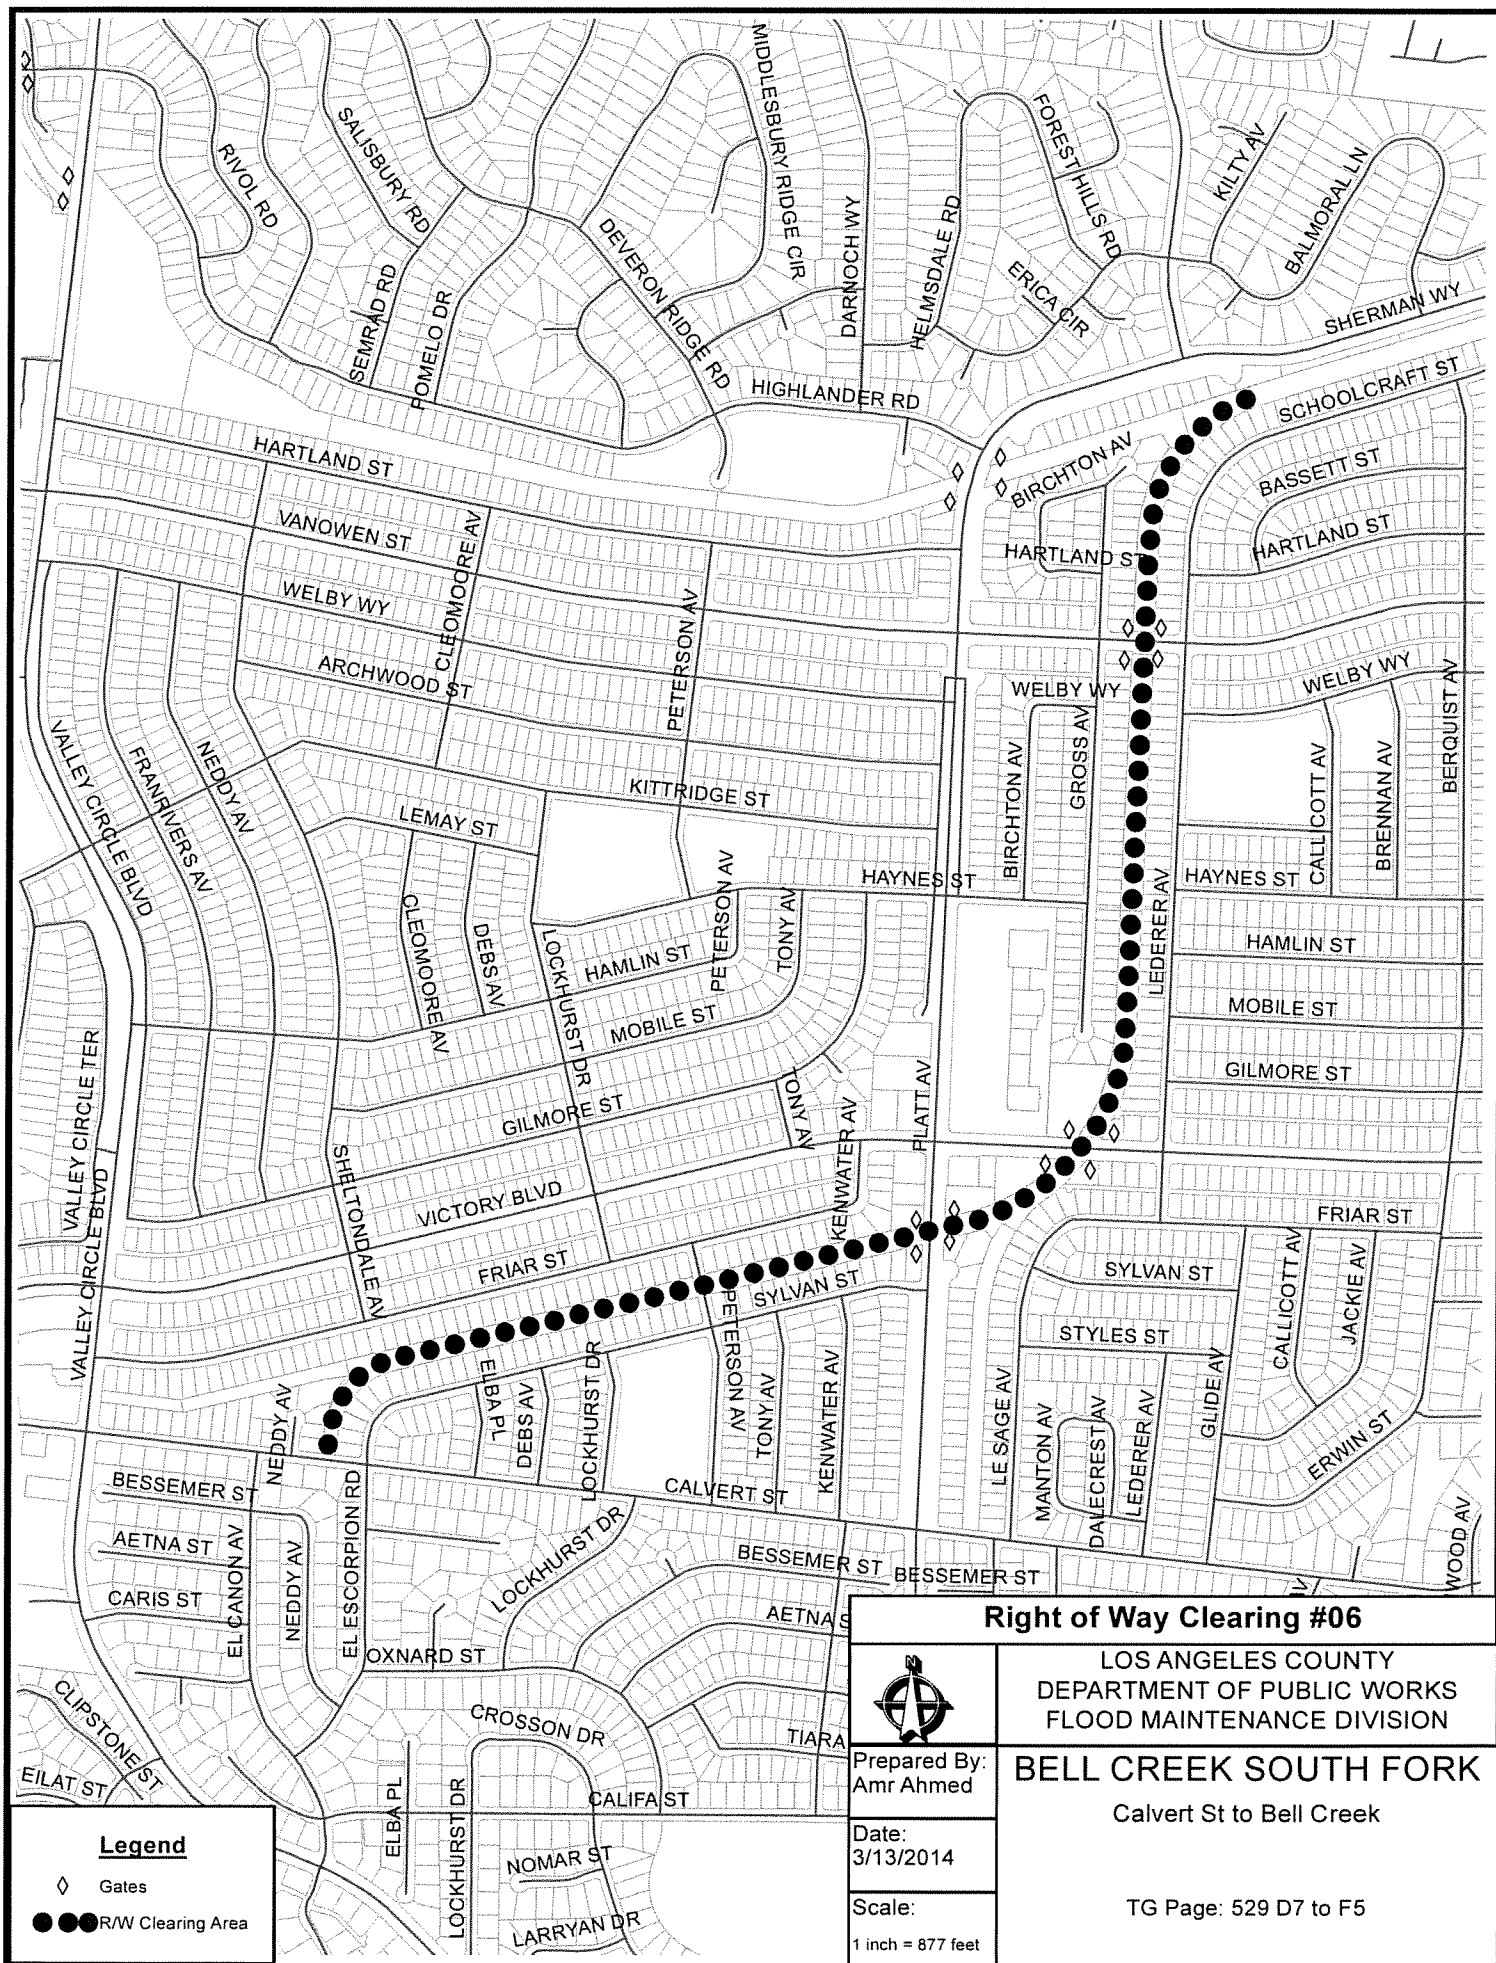 MIDDLESBURY RIDGE CIR
SALISBURY RD
RIVOL RD
FOREST HILLS RD
KILTY AV
BALMORAL LN
DEVERON RIDGE RD
DARNOCH WY
HELMSDALE RD
ERICA CIR
SEMRAD RD
POMELO DR
SHERMAN WY
HIGHLANDER RD
SCHOOLCRAFT ST
HARTLAND ST
BIRCHTON AV
BASSETT ST
VANOWEN ST
CLEOMOORE AV
HARTLAND ST
HARTLAND ST
WELBY WY
PETERSON AV
ARCHWOOD ST
WELBY WY
WELBY WY
BERQUIST AV
VALLEY CIRCLE BLVD
FRANRIVERS AV
NEDDY AV
KITTRIDGE ST
BIRCHTON AV
GROSS AV
CALLICOTT AV
BRENNAN AV
LEMAY ST
HAYNES ST
HAYNES ST
CLEOMOORE AV
DEBS AV
LOCKHURST DR
HAMLIN ST
PETERSON AV
TONY AV
LEDERER AV
HAMLIN ST
MOBILE ST
MOBILE ST
VALLEY CIRCLE TER
GILMORE ST
TONY AV
KENWATER AV
PLATT AV
GILMORE ST
VALLEY CIRCLE BLVD
SHELTONDALE AV
VICTORY BLVD
FRIAR ST
FRIAR ST
SYLVAN ST
SYLVAN ST
CALLICOTT AV
JACKIE AV
STYLES ST
NEDDY AV
ELBA PL
DEBS AV
LOCKHURST DR
PETERSON AV
TONY AV
KENWATER AV
LE SAGE AV
MANTON AV
DALECREST AV
LEDERER AV
GLIDE AV
ERWIN ST
BESSEMER ST
EL ESCORPION RD
CALVERT ST
AETNA ST
EL CANON AV
NEDDY AV
LOCKHURST DR
BESSEMER ST
BESSEMER ST
WOOD AV
AV
CARIS ST
AETNA S
OXNARD ST
CLIPSTONE ST
CROSSON DR
TIARA
EILAT ST
ELBA PL
LOCKHURST DR
CALIFA ST
NOMAR ST
LARRYAN DR
Legend
Gates
R/W Clearing Area
Right of Way Clearing #06
N
LOS ANGELES COUNTY
DEPARTMENT OF PUBLIC WORKS
FLOOD MAINTENANCE DIVISION
Prepared By:
Amr Ahmed
BELL CREEK SOUTH FORK
Calvert St to Bell Creek
Date:
3/13/2014
Scale:
1 inch = 877 feet
TG Page: 529 D7 to F5